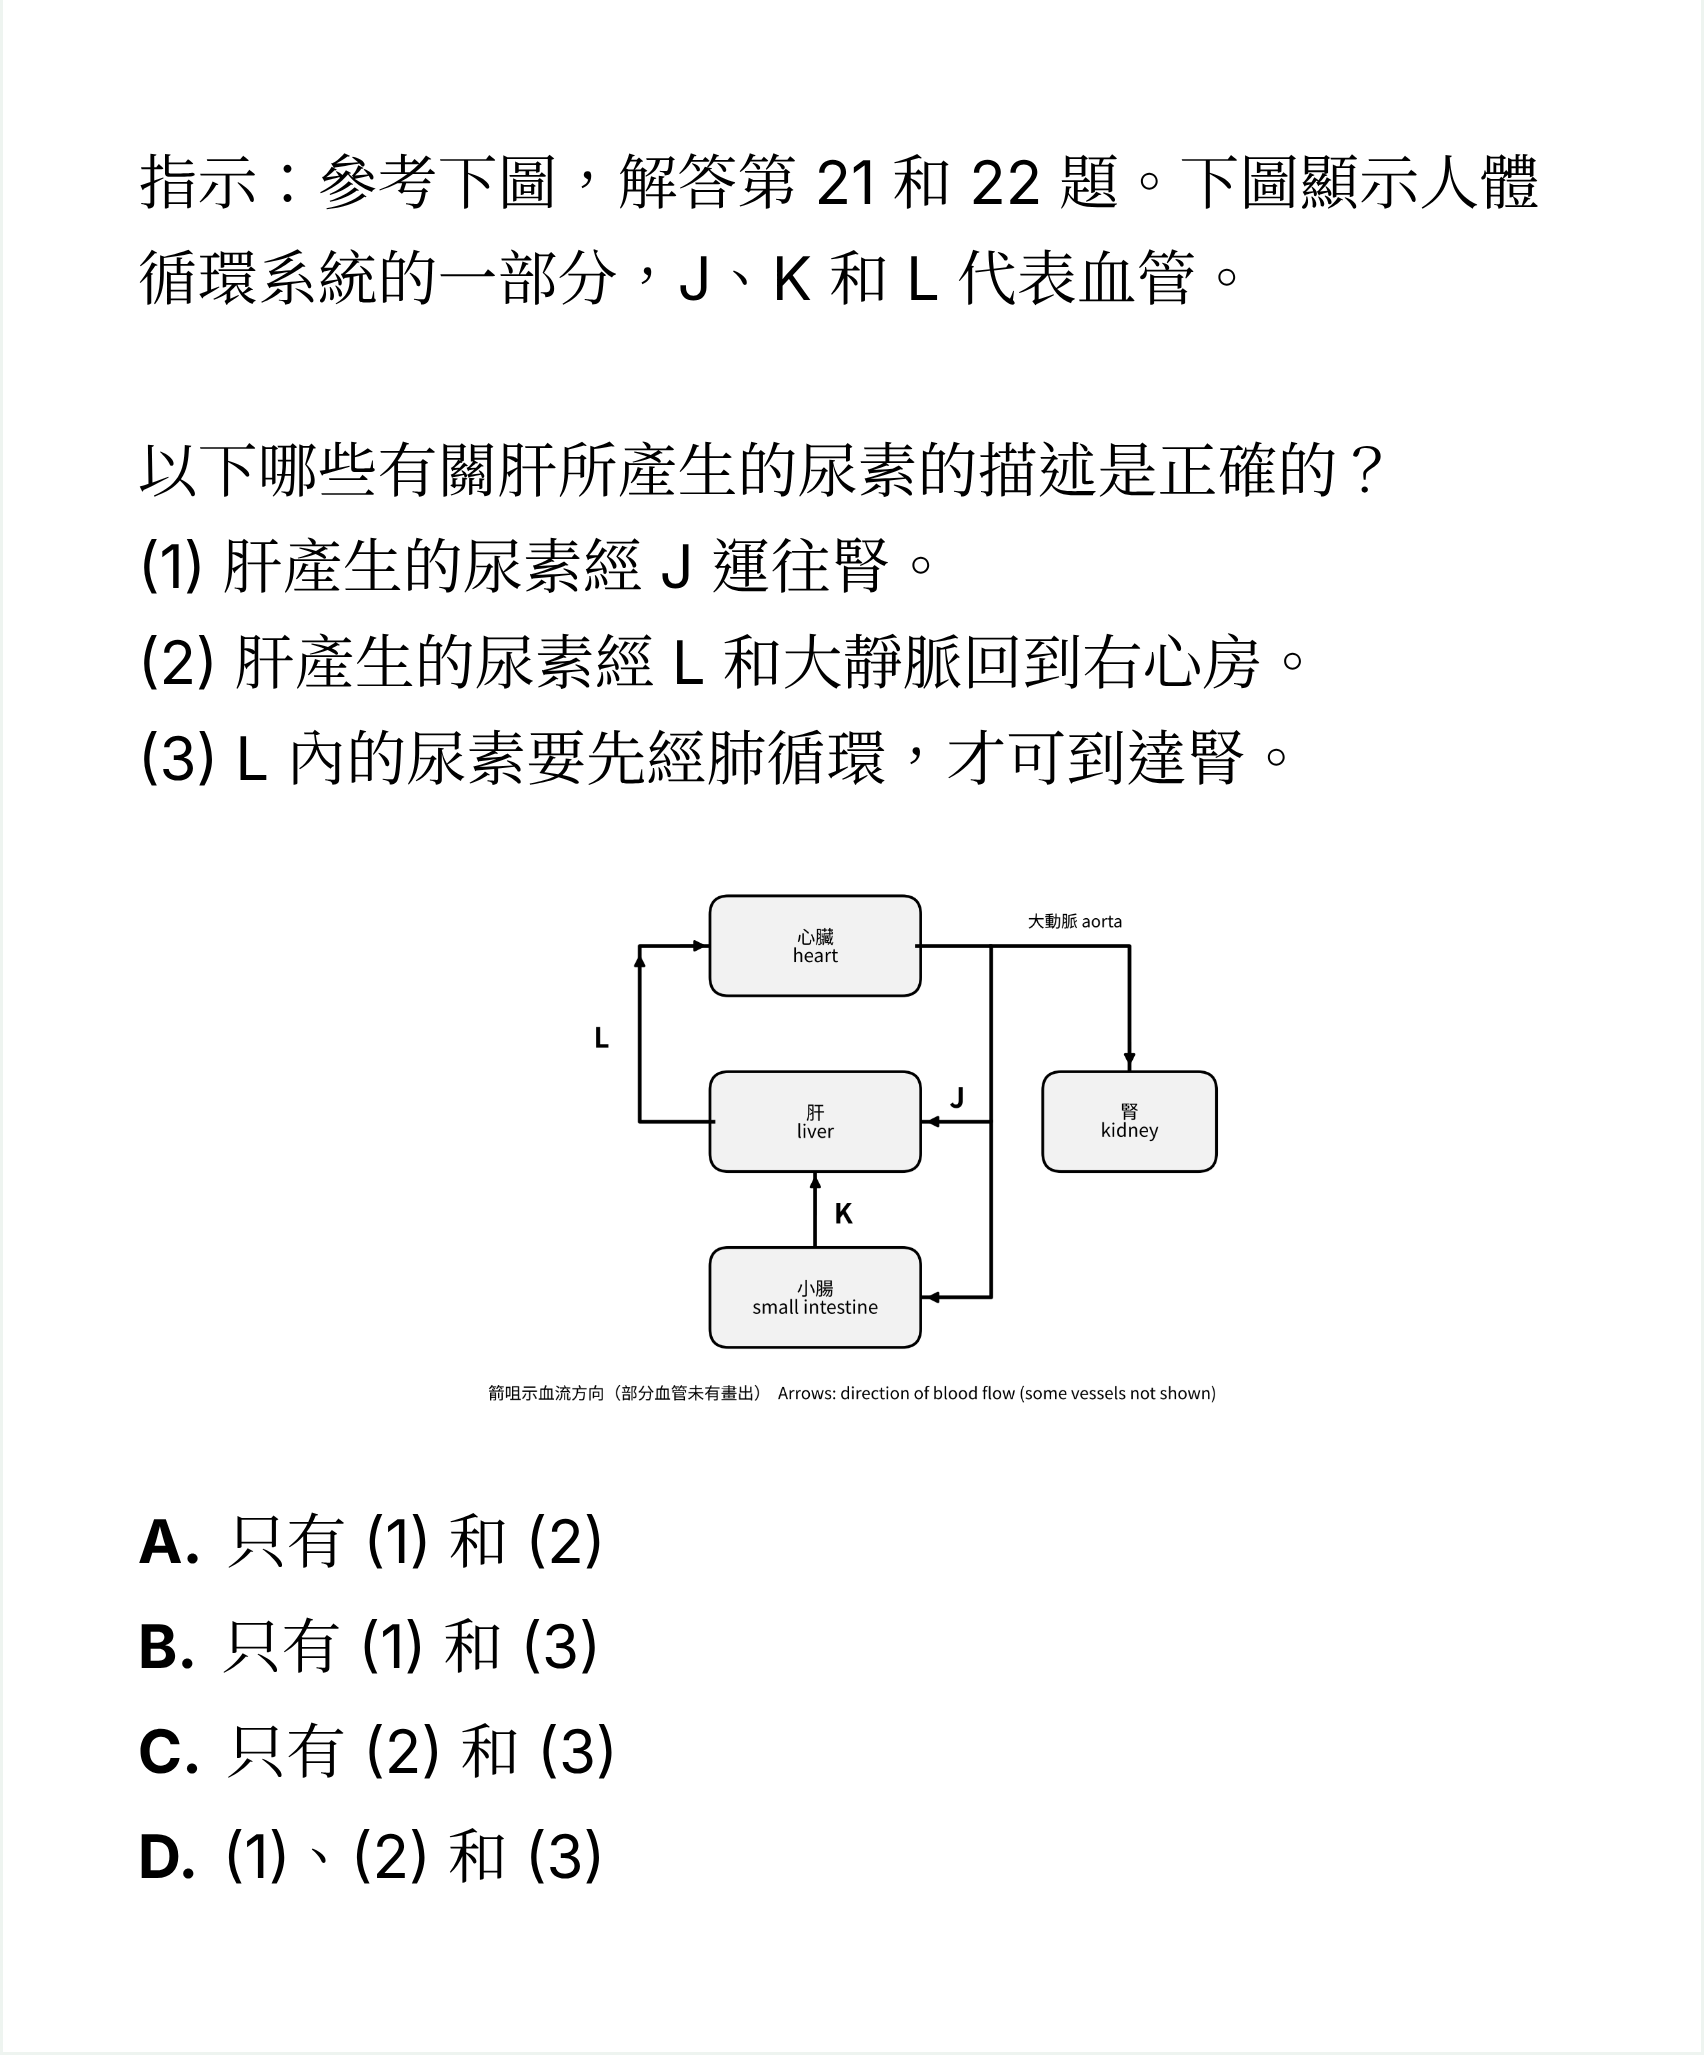 指示：參考下圖，解答第 21 和 22 題。下圖顯示人體
循環系統的一部分，J、K 和 L 代表血管。
以下哪些有關肝所產生的尿素的描述是正確的？
(1) 肝產生的尿素經 J 運往腎。
(2) 肝產生的尿素經 L 和大靜脈回到右心房。
(3) L 內的尿素要先經肺循環，才可到達腎。
大動脈 aorta
心臟
heart
L
J
肝
liver
腎
kidney
K
小腸
small intestine
箭咀示血流方向（部分血管未有畫出） Arrows: direction of blood flow (some vessels not shown)
A. 只有 (1) 和 (2)
B. 只有 (1) 和 (3)
C. 只有 (2) 和 (3)
D. (1)、(2) 和 (3)